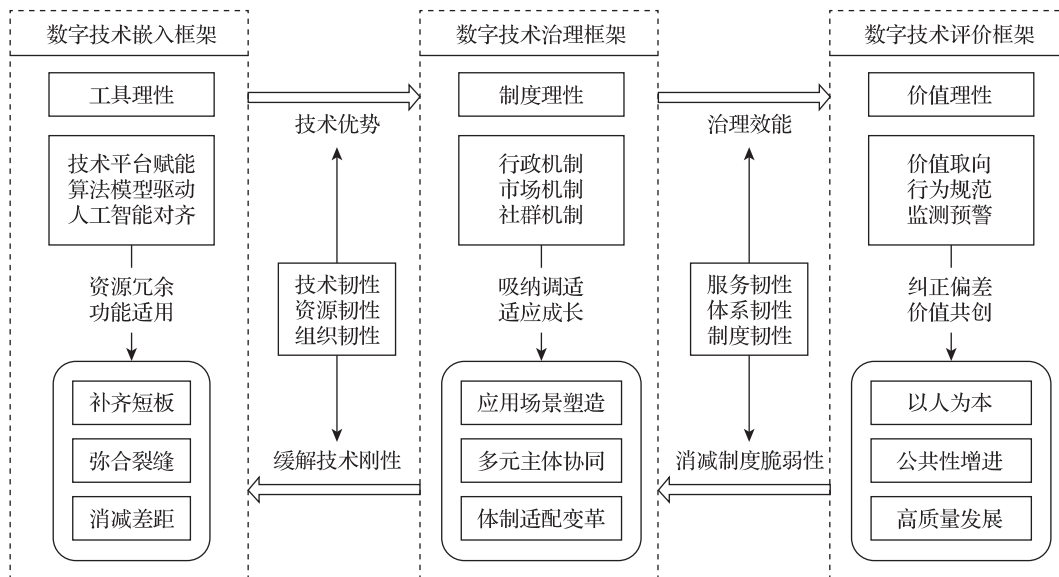 数字技术嵌入框架
工具理性
技术平台赋能
算法模型驱动
人工智能对齐
资源冗余
功能适用
补齐短板
弥合裂缝
消减差距
技术优势
技术韧性
资源韧性
组织韧性
缓解技术刚性
数字技术治理框架
制度理性
行政机制
市场机制
社群机制
吸纳调适
适应成长
应用场景塑造
多元主体协同
体制适配变革
治理效能
服务韧性
体系韧性
制度韧性
消减制度脆弱性
数字技术评价框架
价值理性
价值取向
行为规范
监测预警
纠正偏差
价值共创
以人为本
公共性增进
高质量发展